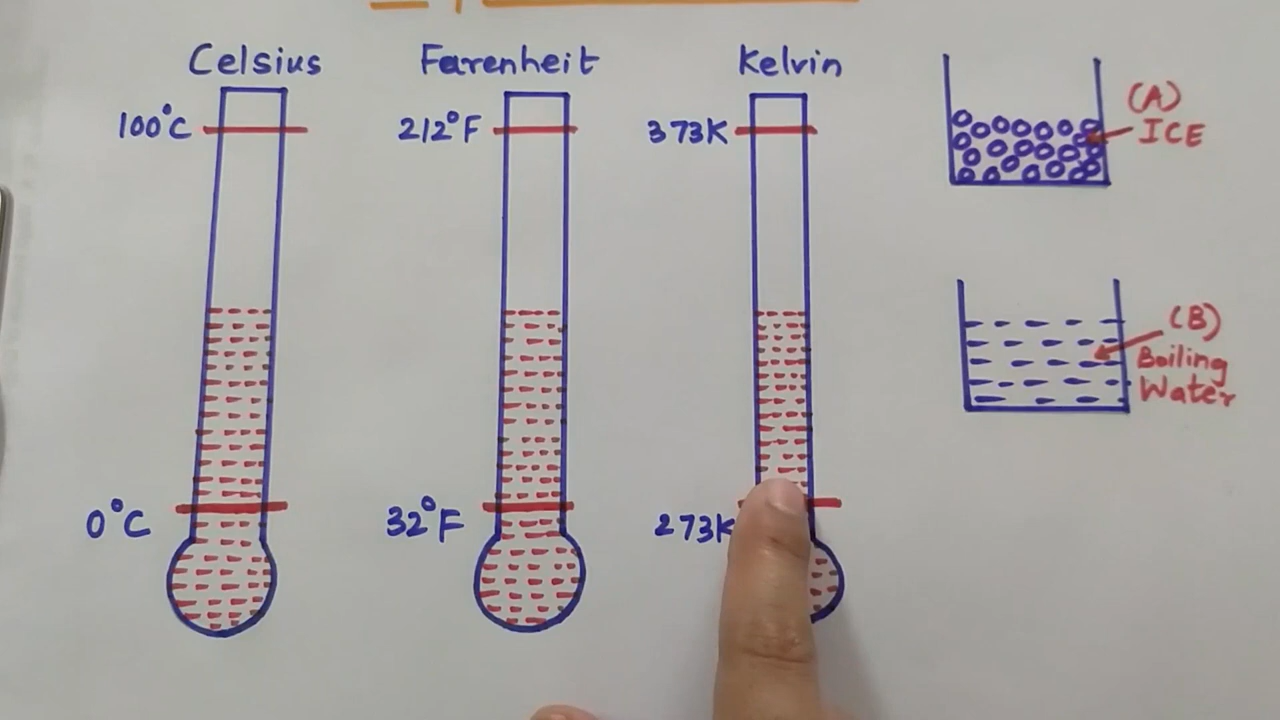 Celsius
Farenheit
Kelvin
100°C
212°F
373K
(A)
ICE
(B)
Boiling
Water
0°C
32°F
273K